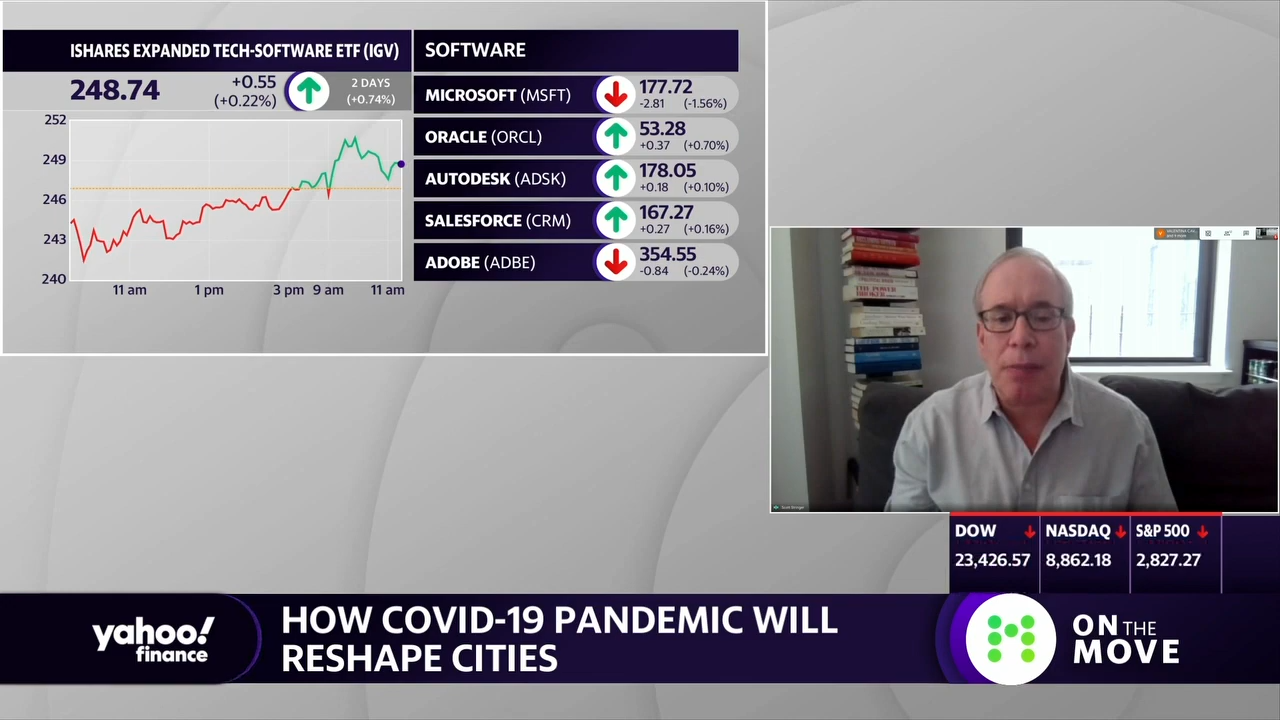 ISHARES EXPANDED TECH-SOFTWARE ETF (IGV)
248.74
+0.55
(+0.22%)
2 DAYS
(+0.74%)
252
249
246
243
240
11 am
1 pm
3 pm
9 am
11 am
SOFTWARE
MICROSOFT (MSFT)
177.72
-2.81 (-1.56%)
ORACLE (ORCL)
53.28
+0.37 (+0.70%)
AUTODESK (ADSK)
178.05
+0.18 (+0.10%)
SALESFORCE (CRM)
167.27
+0.27 (+0.16%)
ADOBE (ADBE)
354.55
-0.84 (-0.24%)
THE POWER
BROKER
Scott Stringer
DOW
23,426.57
NASDAQ
8,862.18
S&P 500
2,827.27
yahoo!
finance
HOW COVID-19 PANDEMIC WILL
RESHAPE CITIES
ON THE
MOVE